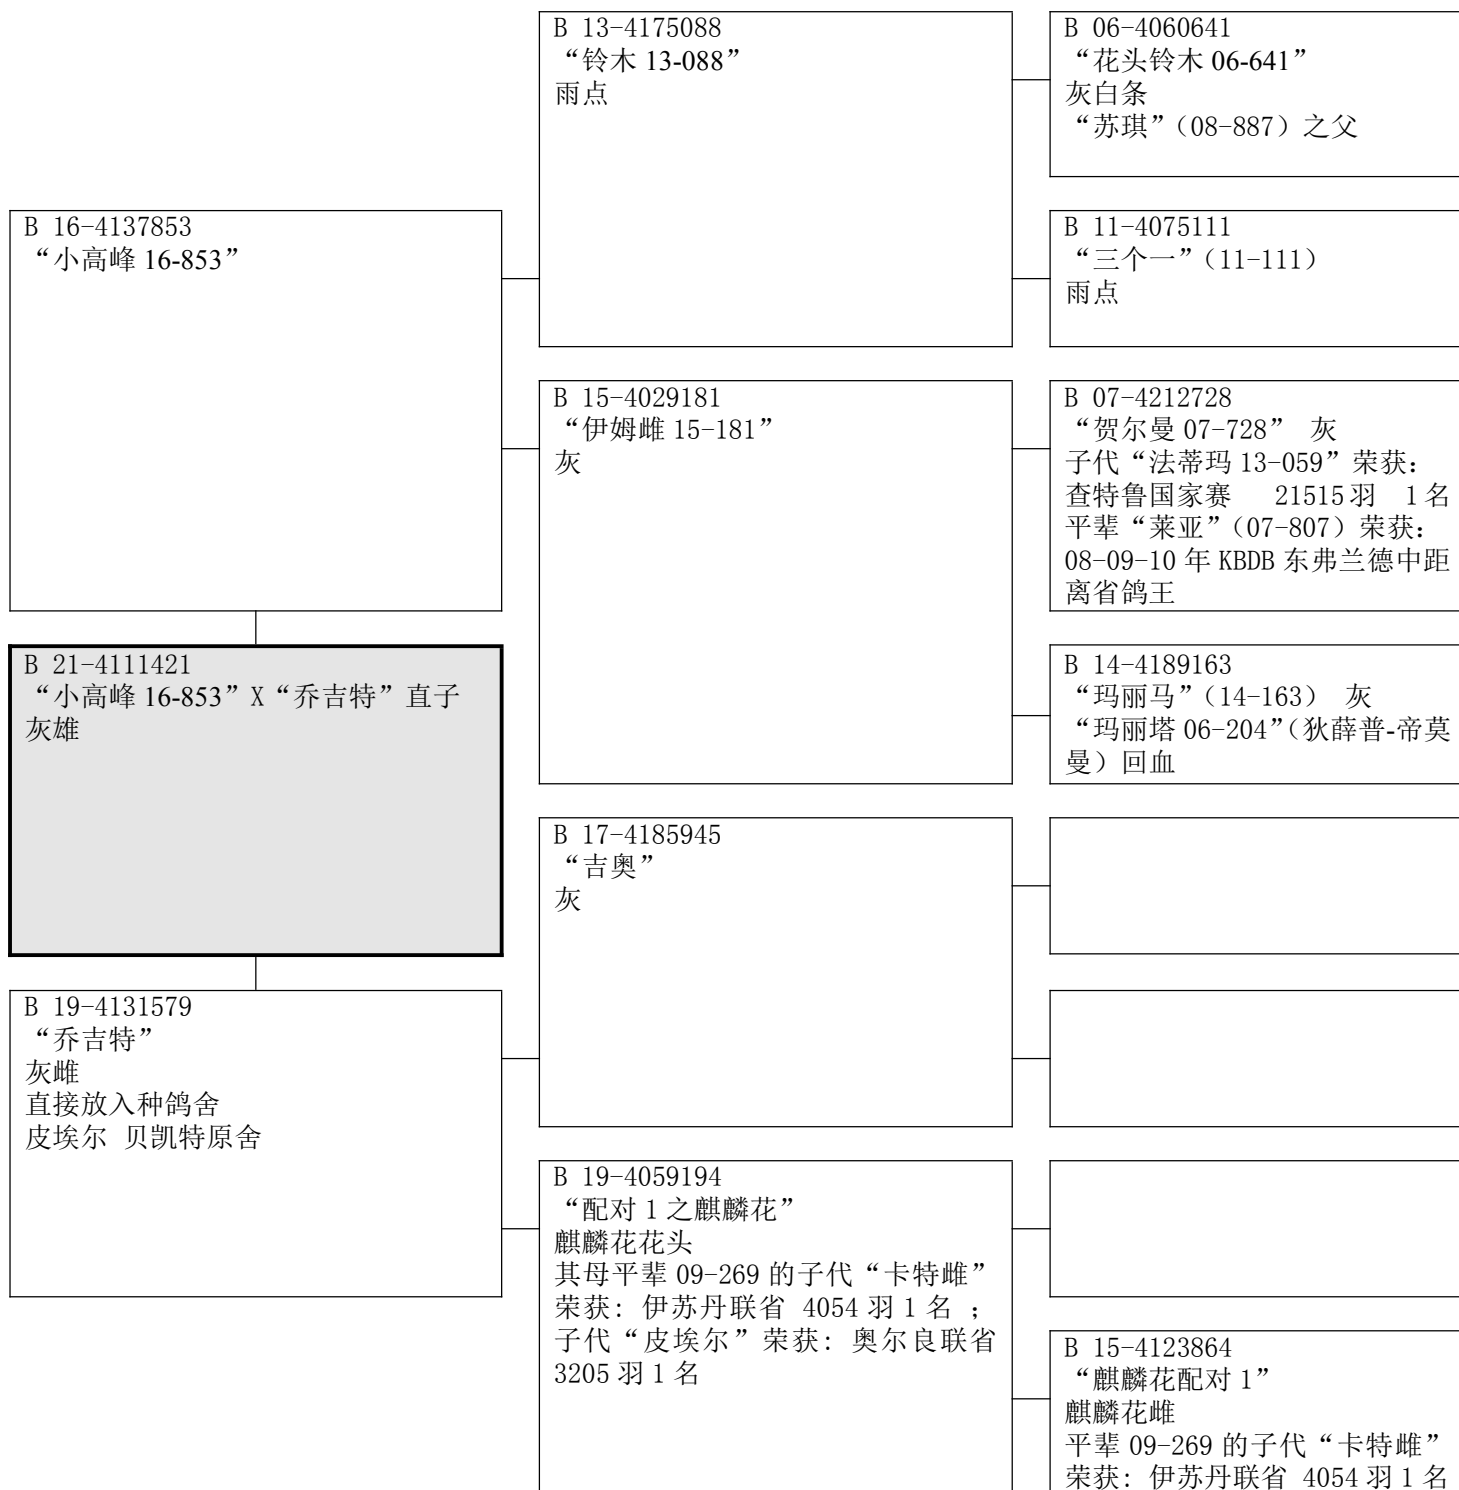 B 13-4175088
“铃木 13-088”
雨点
B 06-4060641
“花头铃木 06-641”
灰白条
“苏琪”（08-887）之父
B 16-4137853
“小高峰 16-853”
B 11-4075111
“三个一”（11-111）
雨点
B 15-4029181
“伊姆雌 15-181”
灰
B 07-4212728
“贺尔曼 07-728” 灰
子代“法蒂玛 13-059”荣获：
查特鲁国家赛 21515羽 1名
平辈“莱亚”（07-807）荣获：
08-09-10 年 KBDB 东弗兰德中距
离省鸽王
B 21-4111421
“小高峰 16-853”X“乔吉特”直子
灰雄
B 14-4189163
“玛丽马”（14-163） 灰
“玛丽塔 06-204”（狄薛普-帝莫
曼）回血
B 17-4185945
“吉奥”
灰
B 19-4131579
“乔吉特”
灰雌
直接放入种鸽舍
皮埃尔 贝凯特原舍
B 19-4059194
“配对 1 之麒麟花”
麒麟花花头
其母平辈 09-269 的子代“卡特雌”
荣获: 伊苏丹联省 4054 羽 1 名 ；
子代“皮埃尔”荣获: 奥尔良联省
3205 羽 1 名
B 15-4123864
“麒麟花配对 1”
麒麟花雌
平辈 09-269 的子代“卡特雌”
荣获: 伊苏丹联省 4054 羽 1 名